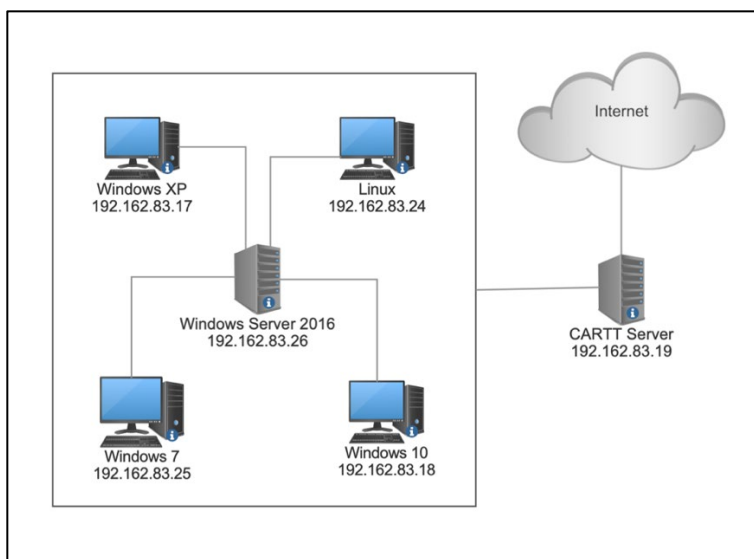 Internet
Windows XP
192.162.83.17
Linux
192.162.83.24
Windows Server 2016
192.162.83.26
CARTT Server
192.162.83.19
Windows 7
192.162.83.25
Windows 10
192.162.83.18